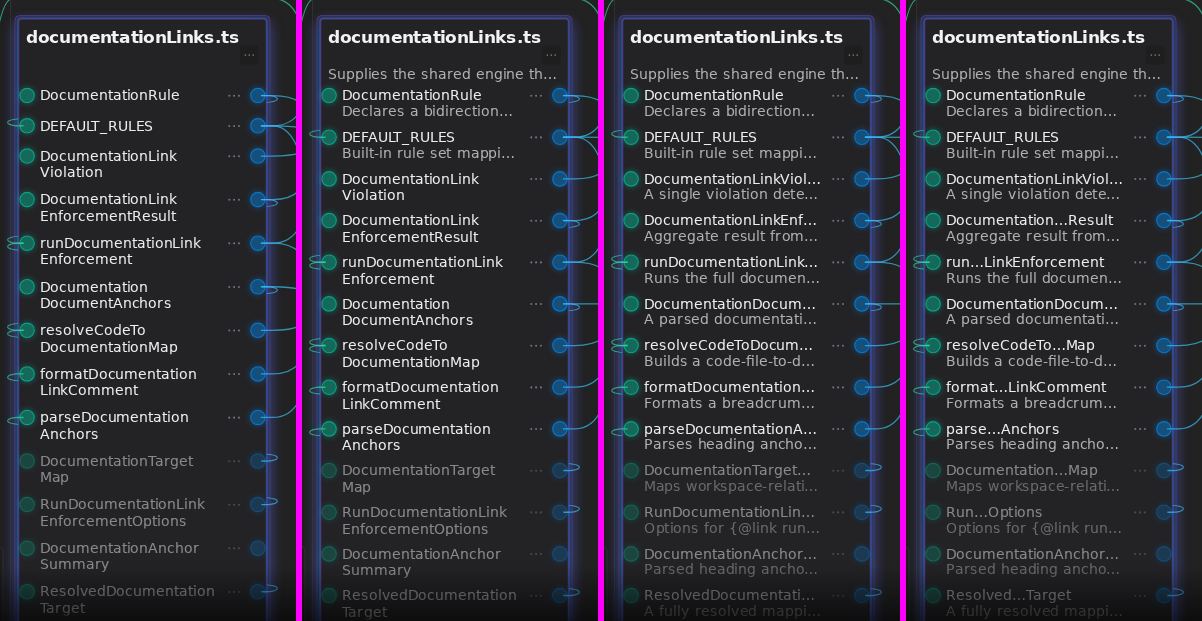 documentationLinks.ts
...
DocumentationRule ...
DEFAULT_RULES ...
DocumentationLink ...
Violation
DocumentationLink ...
EnforcementResult
runDocumentationLink ...
Enforcement
Documentation ...
DocumentAnchors
resolveCodeTo ...
DocumentationMap
formatDocumentation ...
LinkComment
parseDocumentation ...
Anchors
DocumentationTarget ...
Map
RunDocumentationLink ...
EnforcementOptions
DocumentationAnchor ...
Summary
ResolvedDocumentation ...
Target
documentationLinks.ts
...
Supplies the shared engine th...
DocumentationRule ...
Declares a bidirection...
DEFAULT_RULES ...
Built-in rule set mappi...
DocumentationLink ...
Violation
DocumentationLink ...
EnforcementResult
runDocumentationLink ...
Enforcement
Documentation ...
DocumentAnchors
resolveCodeTo ...
DocumentationMap
formatDocumentation ...
LinkComment
parseDocumentation ...
Anchors
DocumentationTarget ...
Map
RunDocumentationLink ...
EnforcementOptions
DocumentationAnchor ...
Summary
ResolvedDocumentation ...
Target
documentationLinks.ts
...
Supplies the shared engine th...
DocumentationRule ...
Declares a bidirection...
DEFAULT_RULES ...
Built-in rule set mappi...
DocumentationLinkViol... ...
A single violation dete...
DocumentationLinkEnf... ...
Aggregate result from...
runDocumentationLink... ...
Runs the full documen...
DocumentationDocum... ...
A parsed documentati...
resolveCodeToDocum... ...
Builds a code-file-to-d...
formatDocumentation... ...
Formats a breadcrum...
parseDocumentationA... ...
Parses heading ancho...
DocumentationTarget... ...
Maps workspace-relati...
RunDocumentationLin... ...
Options for {@link run...
DocumentationAnchor... ...
Parsed heading ancho...
ResolvedDocumentati... ...
A fully resolved mappi...
documentationLinks.ts
...
Supplies the shared engine th...
DocumentationRule ...
Declares a bidirection...
DEFAULT_RULES ...
Built-in rule set mappi...
DocumentationLinkViol... ...
A single violation dete...
Documentation...Result ...
Aggregate result from...
run...LinkEnforcement ...
Runs the full documen...
DocumentationDocum... ...
A parsed documentati...
resolveCodeTo...Map ...
Builds a code-file-to-d...
format...LinkComment ...
Formats a breadcrum...
parse...Anchors ...
Parses heading ancho...
Documentation...Map ...
Maps workspace-relati...
Run...Options ...
Options for {@link run...
DocumentationAnchor... ...
Parsed heading ancho...
Resolved...Target ...
A fully resolved mappi...